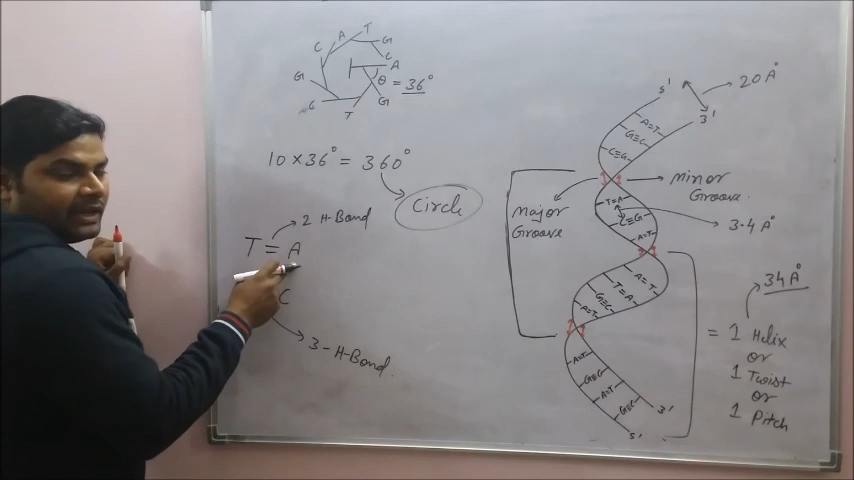 T
A
G
C
C
A
G
θ = 36°
G
T
10 × 36° = 360°
Circle
2 H-Bond
T = A
C
3-H-Bond.
5'
20 A°
3'
A=T
G≡C
C≡G
Minor
Groove
Major
Groove
T=A
C≡G
3.4 A°
A=T
A=T
T=A
G≡C
A=T
34 A°
= 1 Helix
or
1 Twist
or
1 Pitch
A=T
G≡C
A=T
G≡C
3'
5'